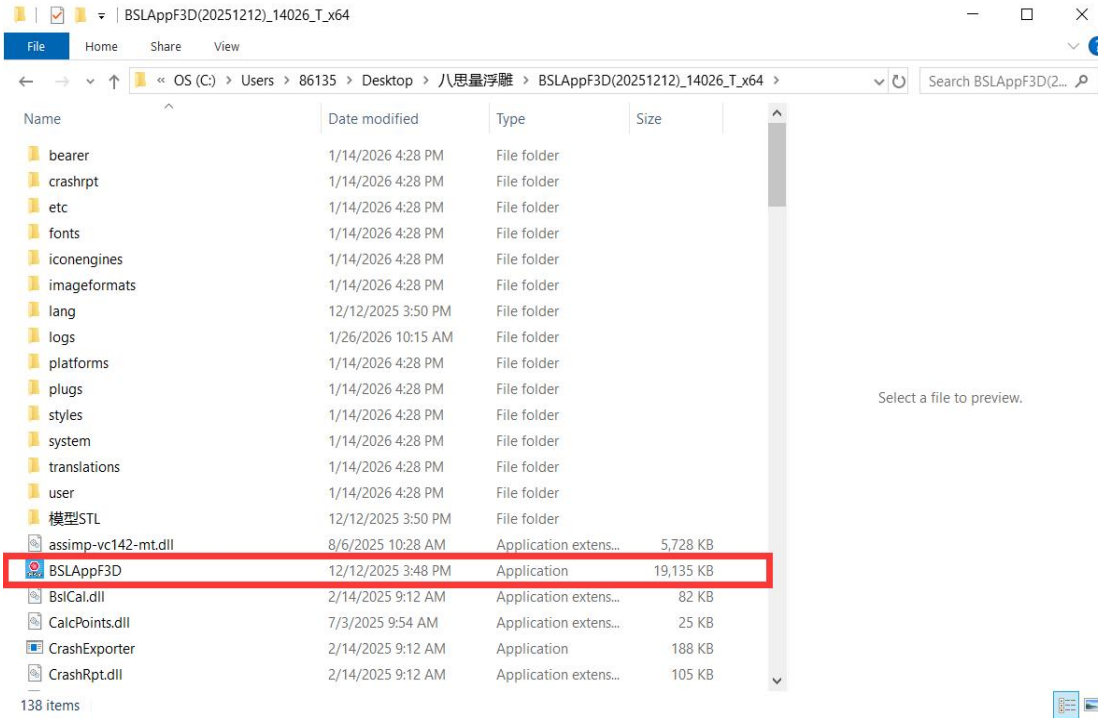 BSLAppF3D(20251212)_14026_T_x64
File Home Share View
« OS (C:) > Users > 86135 > Desktop > 八思量浮雕 > BSLAppF3D(20251212)_14026_T_x64 >
Search BSLAppF3D(2...
Name Date modified Type Size
bearer 1/14/2026 4:28 PM File folder
crashrpt 1/14/2026 4:28 PM File folder
etc 1/14/2026 4:28 PM File folder
fonts 1/14/2026 4:28 PM File folder
iconengines 1/14/2026 4:28 PM File folder
imageformats 1/14/2026 4:28 PM File folder
lang 12/12/2025 3:50 PM File folder
logs 1/26/2026 10:15 AM File folder
platforms 1/14/2026 4:28 PM File folder
plugs 1/14/2026 4:28 PM File folder
styles 1/14/2026 4:28 PM File folder
system 1/14/2026 4:28 PM File folder
translations 1/14/2026 4:28 PM File folder
user 1/14/2026 4:28 PM File folder
模型STL 12/12/2025 3:50 PM File folder
assimp-vc142-mt.dll 8/6/2025 10:28 AM Application extens... 5,728 KB
BSLAppF3D 12/12/2025 3:48 PM Application 19,135 KB
BslCal.dll 2/14/2025 9:12 AM Application extens... 82 KB
CalcPoints.dll 7/3/2025 9:54 AM Application extens... 25 KB
CrashExporter 2/14/2025 9:12 AM Application 188 KB
CrashRpt.dll 2/14/2025 9:12 AM Application extens... 105 KB
Select a file to preview.
138 items